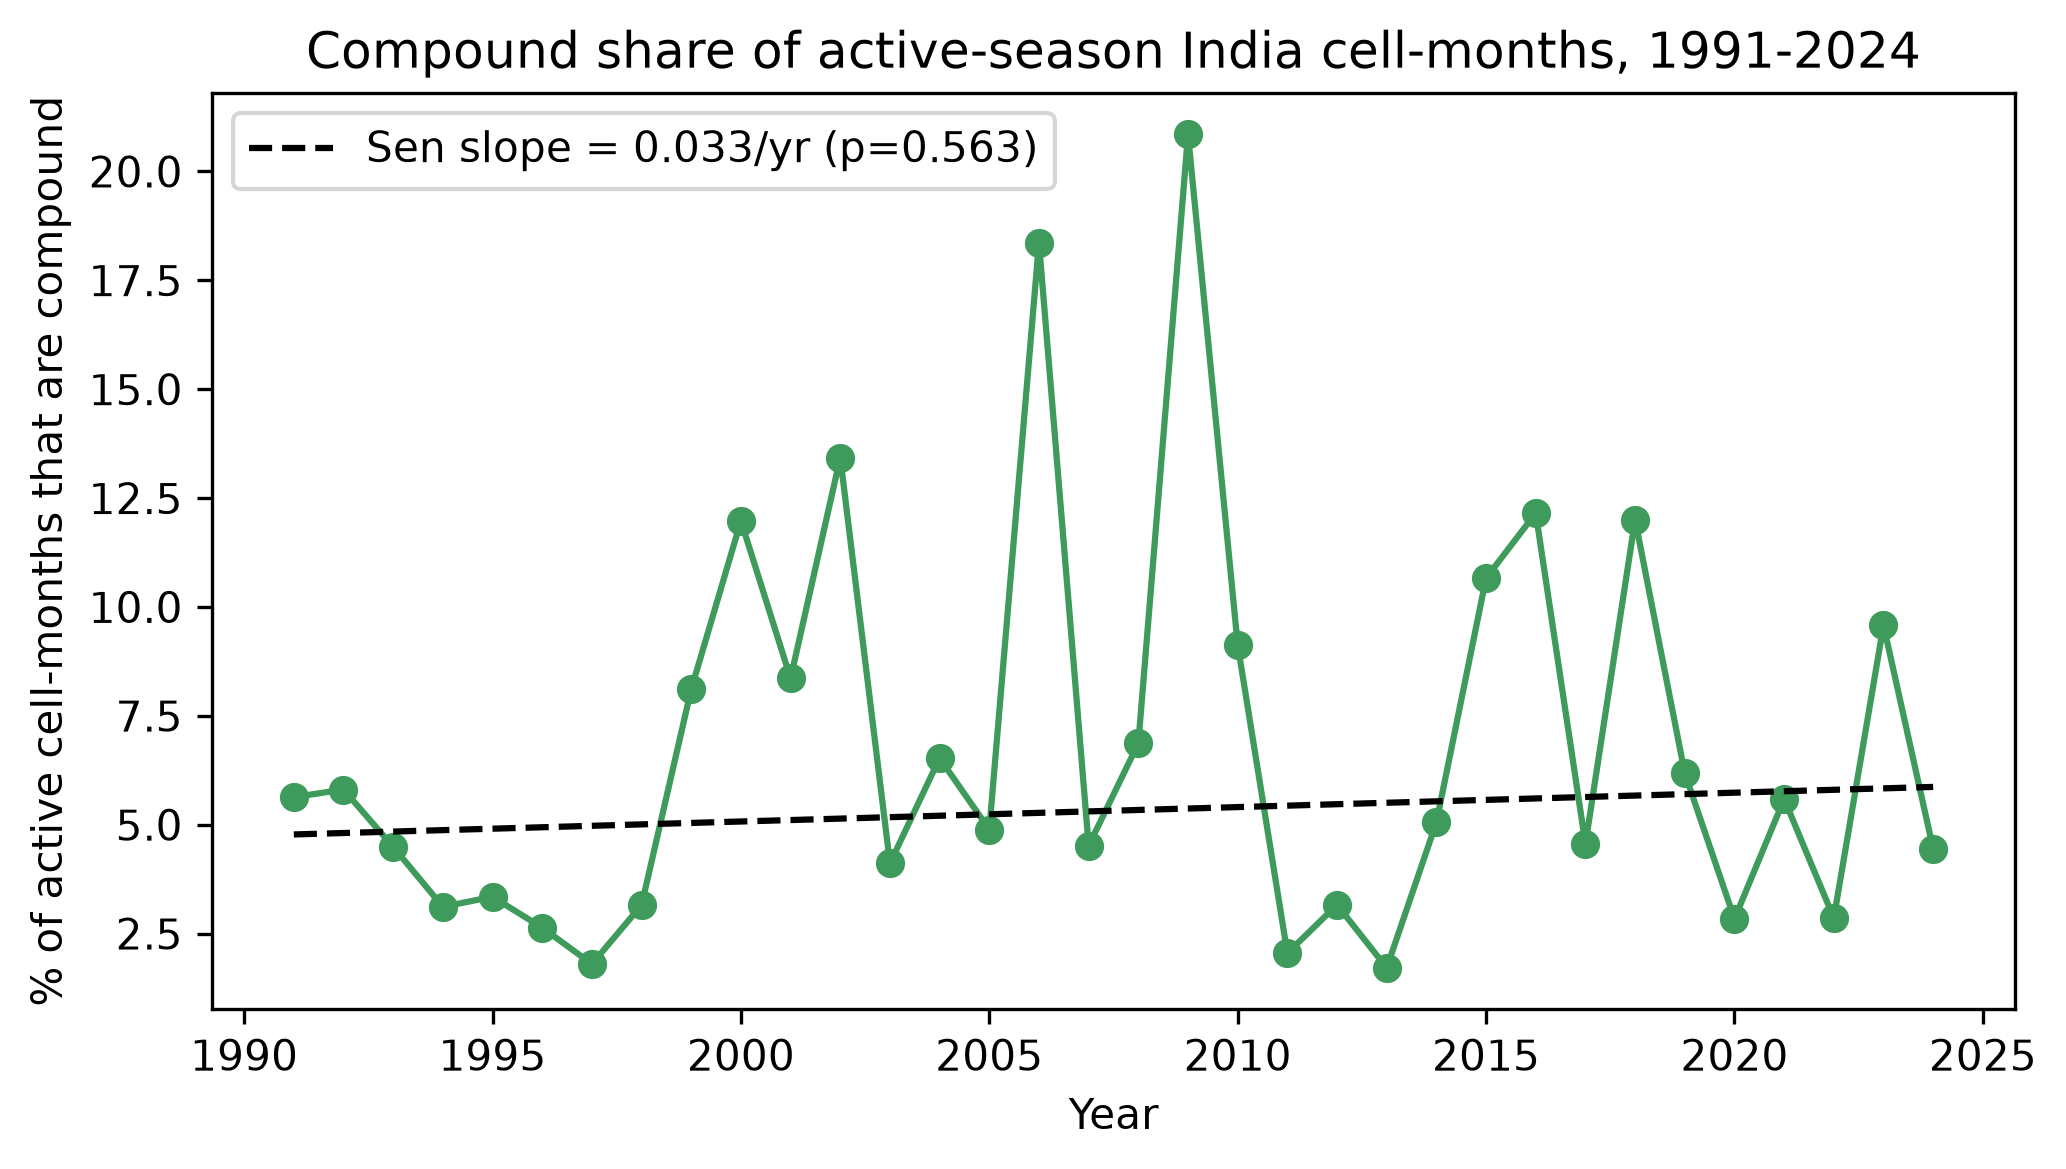 Compound share of active-season India cell-months, 1991-2024
Sen slope = 0.033/yr (p=0.563)
% of active cell-months that are compound
20.0
17.5
15.0
12.5
10.0
7.5
5.0
2.5
1990 1995 2000 2005 2010 2015 2020 2025
Year